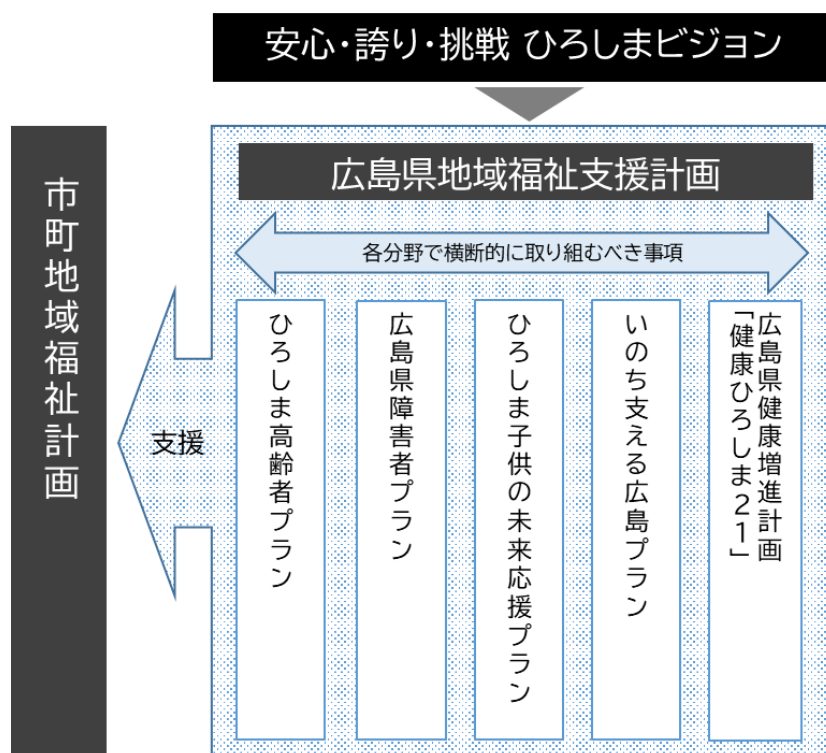 安心・誇り・挑戦 ひろしまビジョン
広島県地域福祉支援計画
各分野で横断的に取り組むべき事項
市町地域福祉計画
支援
ひろしま高齢者プラン
広島県障害者プラン
ひろしま子供の未来応援プラン
いのち支える広島プラン
広島県健康増進計画
「健康ひろしま21」